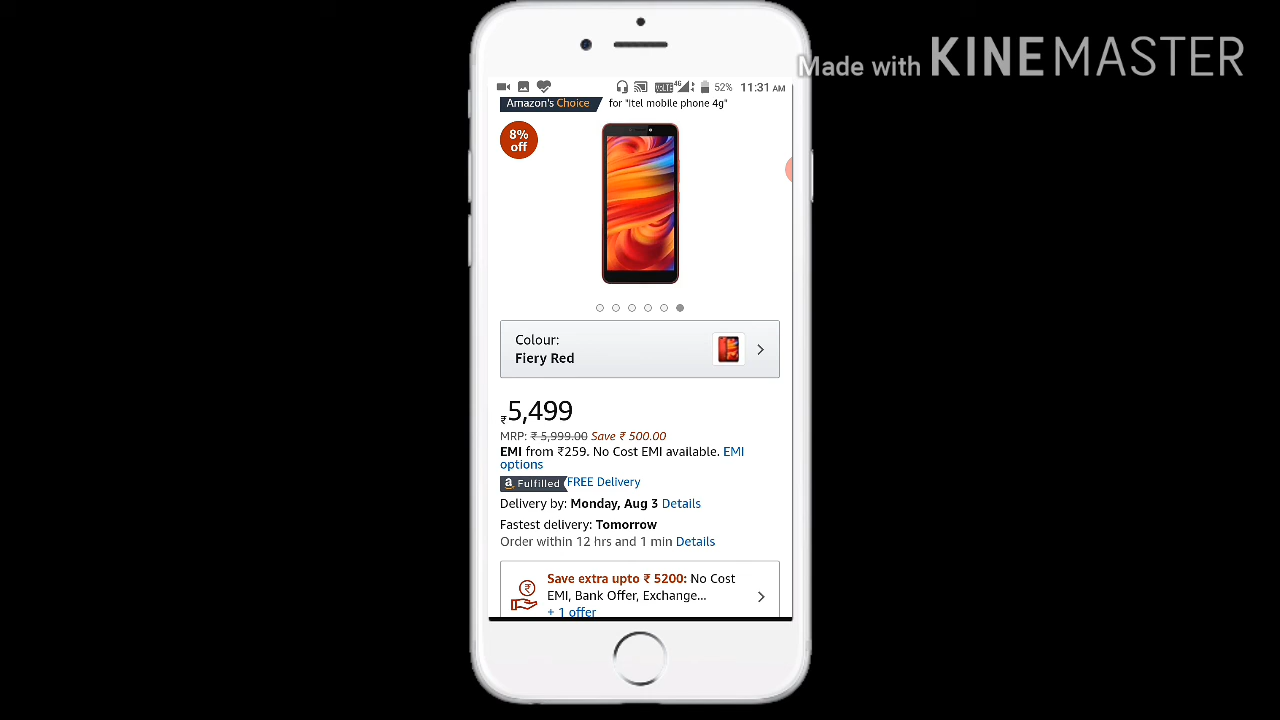 Made with KINEMASTER
VoLTE 4G 52% 11:31 AM
Amazon's Choice for "itel mobile phone 4g"
8%
off
Colour:
Fiery Red
₹5,499
MRP: ₹ 5,999.00 Save ₹ 500.00
EMI from ₹259. No Cost EMI available. EMI
options
a Fulfilled FREE Delivery
Delivery by: Monday, Aug 3 Details
Fastest delivery: Tomorrow
Order within 12 hrs and 1 min Details
₹ Save extra upto ₹ 5200: No Cost
EMI, Bank Offer, Exchange...
+ 1 offer